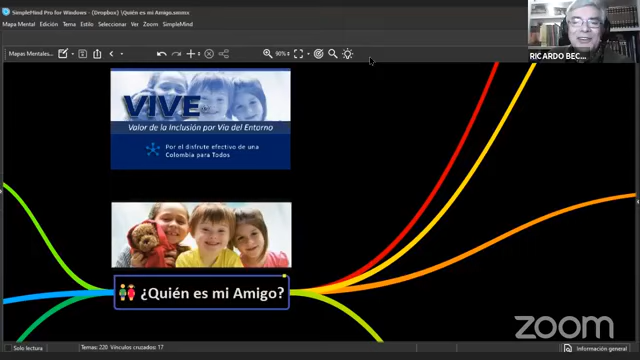 SimpleMind Pro for Windows - [Dropbox] \Quién es mi Amigo.smmx
Mapa Mental Edición Tema Estilo Seleccionar Ver Zoom SimpleMind
Mapas Mentales...
90%
RICARDO BEC...
VIVE
Valor de la Inclusión por Vía del Entorno
Por el disfrute efectivo de una
Colombia para Todos
¿Quién es mi Amigo?
zoom
Solo lectura
Temas: 220 Vínculos cruzados: 17
Información general